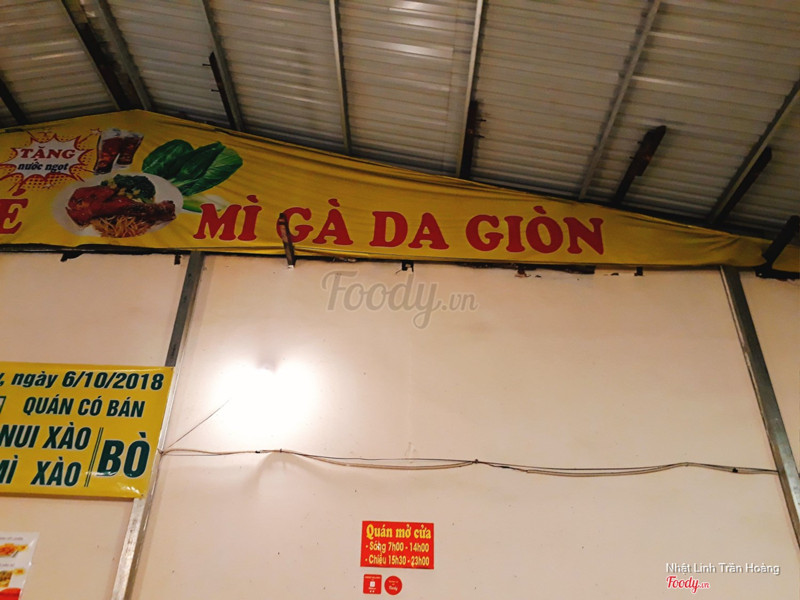 TẶNG
nước ngọt
E MÌ GÀ DA GIÒN
Foody.vn
, ngày 6/10/2018
QUÁN CÓ BÁN
NUI XÀO
MÌ XÀO
BÒ
Quán mở cửa
- Sáng 7h00 - 14h00
- Chiều 15h30 - 23h00
Nhật Linh Trần Hoàng
Foody.vn